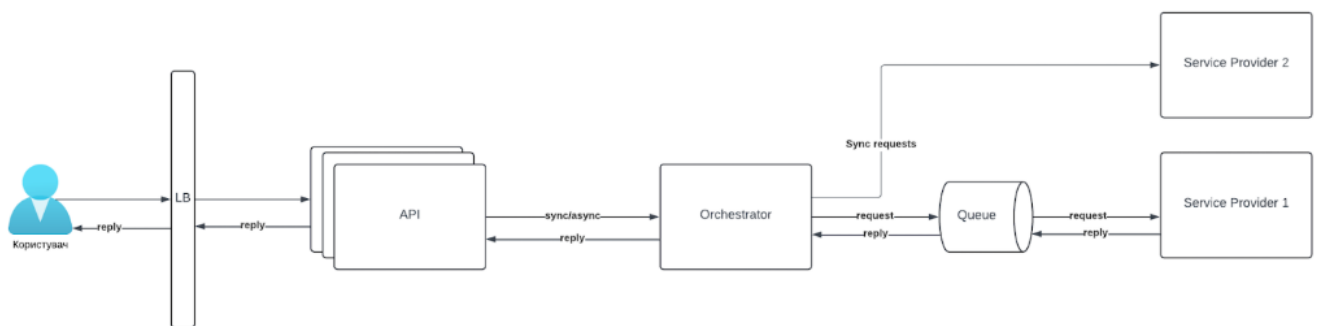 Service Provider 2
Sync requests
Service Provider 1
LB
API
sync/async
Orchestrator
request
Queue
request
reply
reply
reply
reply
reply
Користувач